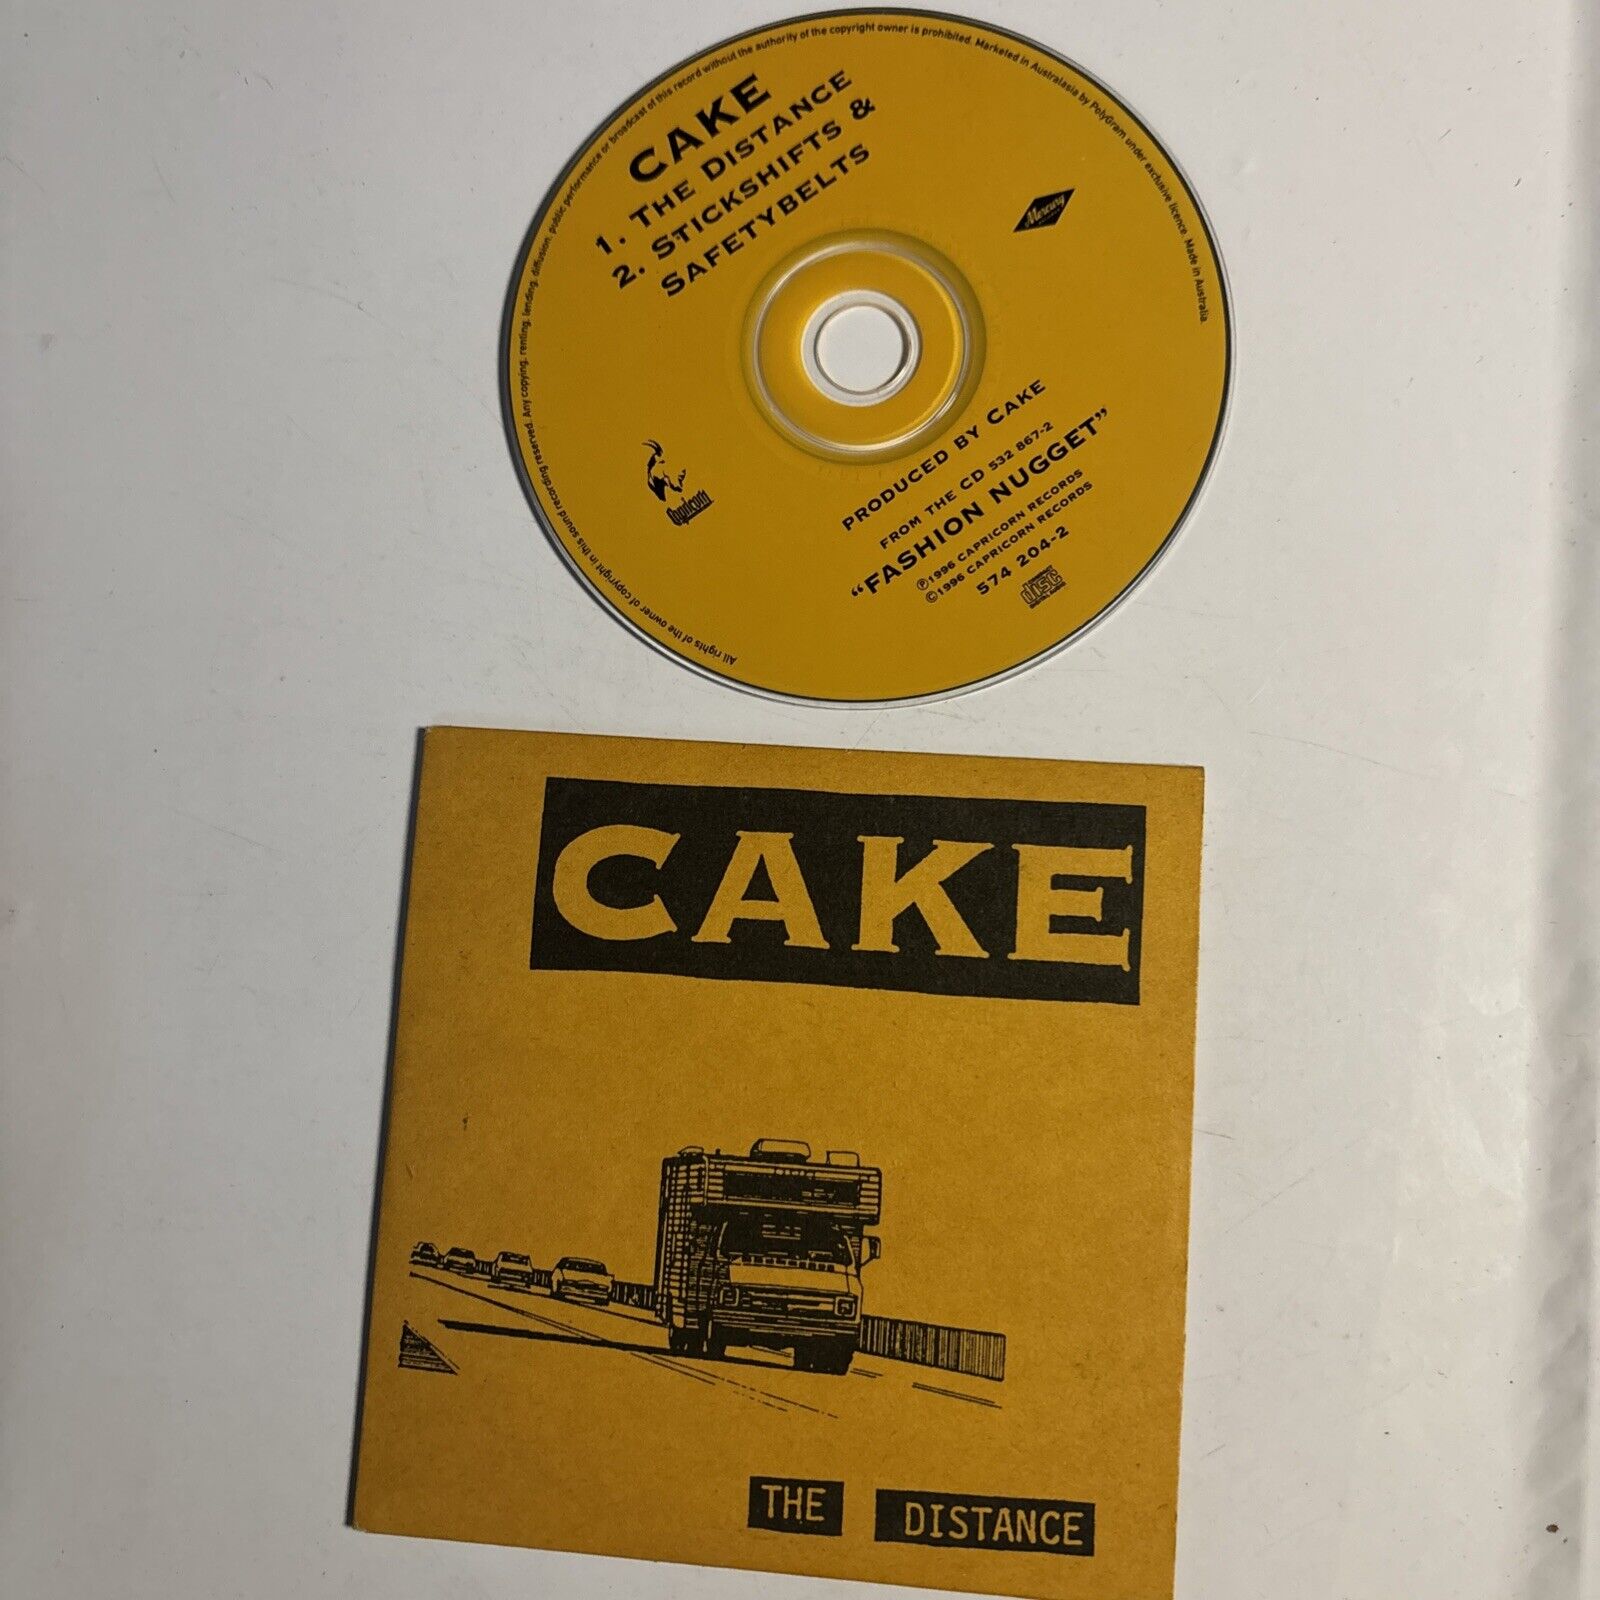 All rights of the owner of copyright in this sound recording reserved. Any copying, renting, lending, diffusion, public performance or broadcast of this record without the authority of the copyright owner is prohibited. Marketed in Australasia by PolyGram under exclusive licence. Made in Australia.
CAKE
1. THE DISTANCE
2. STICKSHIFTS &
SAFETYBELTS
Mercury
Capricorn
PRODUCED BY CAKE
FROM THE CD 532 867-2
"FASHION NUGGET"
℗1996 CAPRICORN RECORDS
©1996 CAPRICORN RECORDS
574 204-2
COMPACT
disc
DIGITAL AUDIO
CAKE
THE DISTANCE